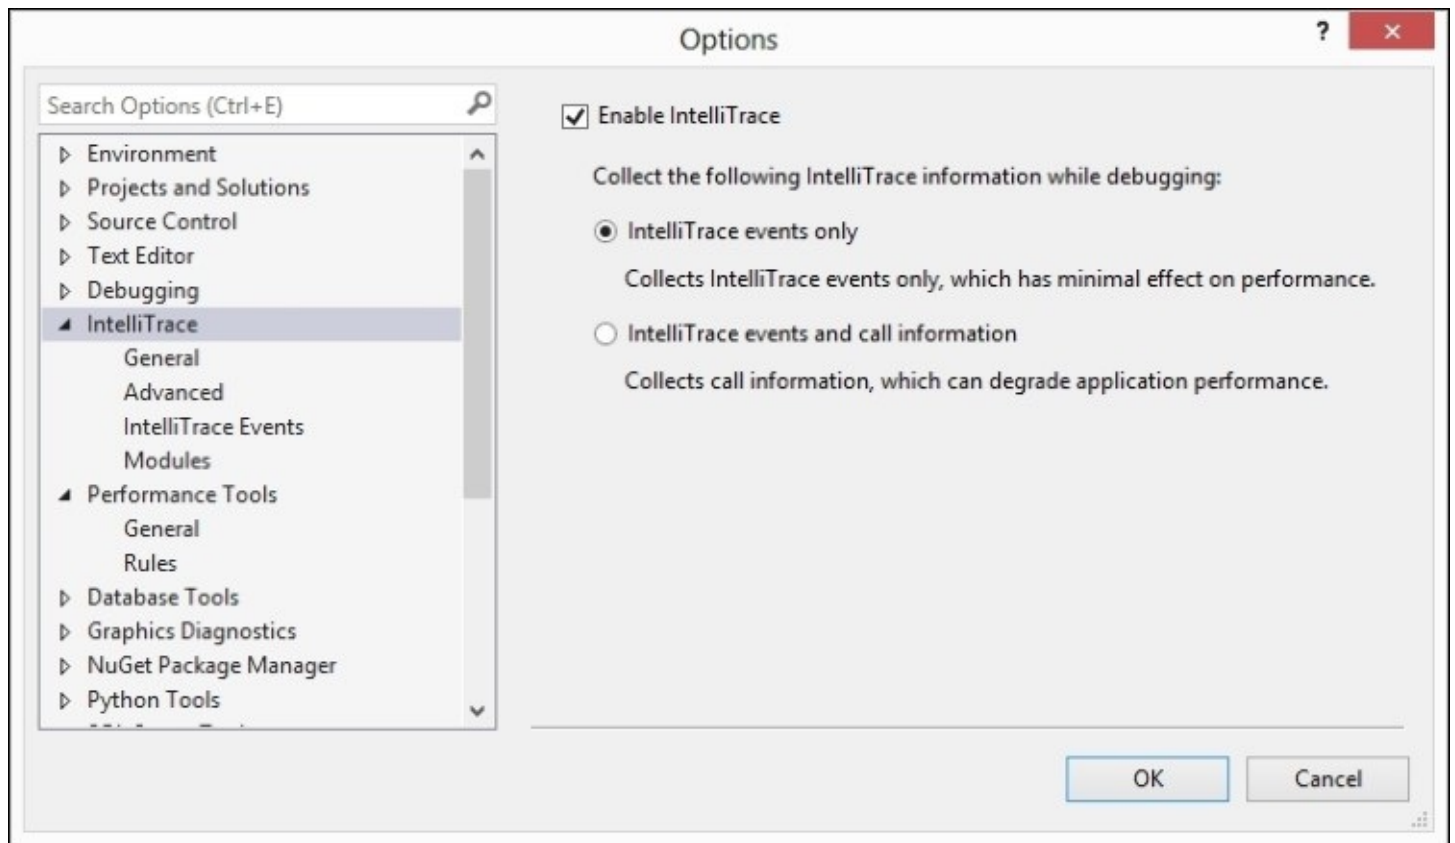 Options
?
Search Options (Ctrl+E)
Environment
Projects and Solutions
Source Control
Text Editor
Debugging
IntelliTrace
General
Advanced
IntelliTrace Events
Modules
Performance Tools
General
Rules
Database Tools
Graphics Diagnostics
NuGet Package Manager
Python Tools
Enable IntelliTrace
Collect the following IntelliTrace information while debugging:
IntelliTrace events only
Collects IntelliTrace events only, which has minimal effect on performance.
IntelliTrace events and call information
Collects call information, which can degrade application performance.
OK
Cancel